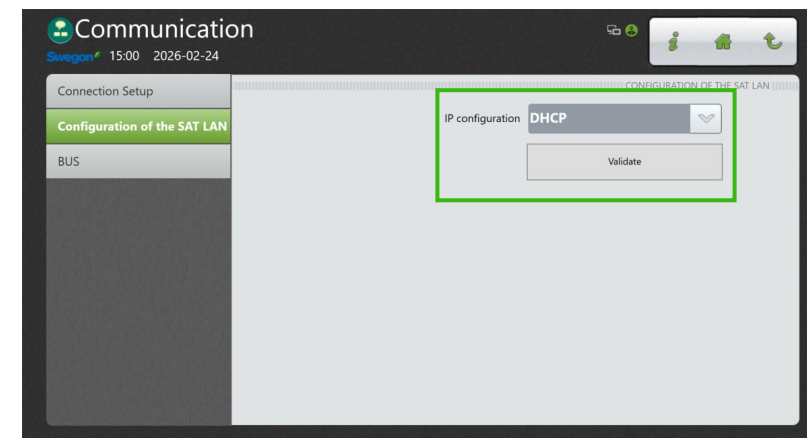 Communication
Swegon 15:00 2026-02-24
Connection Setup
CONFIGURATION OF THE SAT LAN
Configuration of the SAT LAN
IP configuration DHCP
BUS
Validate